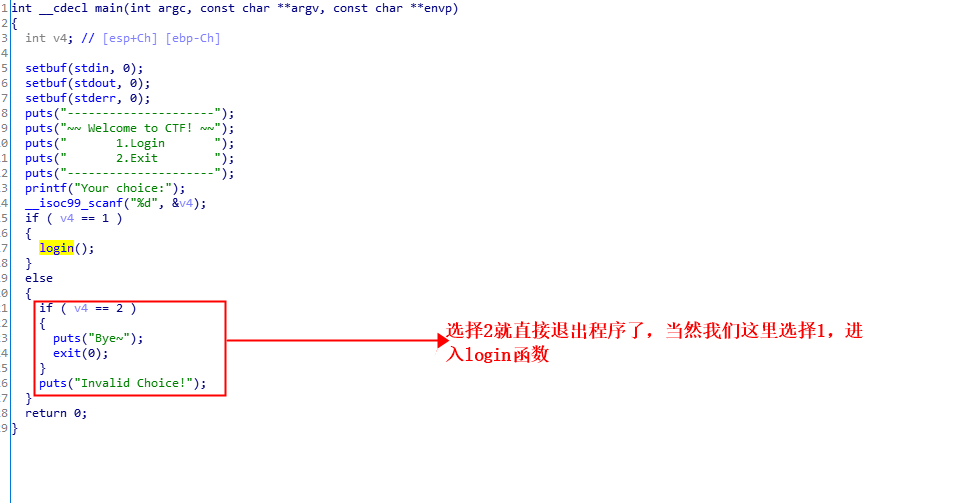 1 int __cdecl main(int argc, const char **argv, const char **envp)
2 {
3   int v4; // [esp+Ch] [ebp-Ch]
4
5   setbuf(stdin, 0);
6   setbuf(stdout, 0);
7   setbuf(stderr, 0);
8   puts("---------------------");
9   puts("~~ Welcome to CTF! ~~");
0   puts("       1.Login       ");
1   puts("       2.Exit        ");
2   puts("---------------------");
3   printf("Your choice:");
4   __isoc99_scanf("%d", &v4);
5   if ( v4 == 1 )
6   {
7     login();
8   }
9   else
0   {
1     if ( v4 == 2 )
2     {
3       puts("Bye~");
4       exit(0);
5     }
6     puts("Invalid Choice!");
7   }
8   return 0;
9 }
选择2就直接退出程序了，当然我们这里选择1，进
入login函数